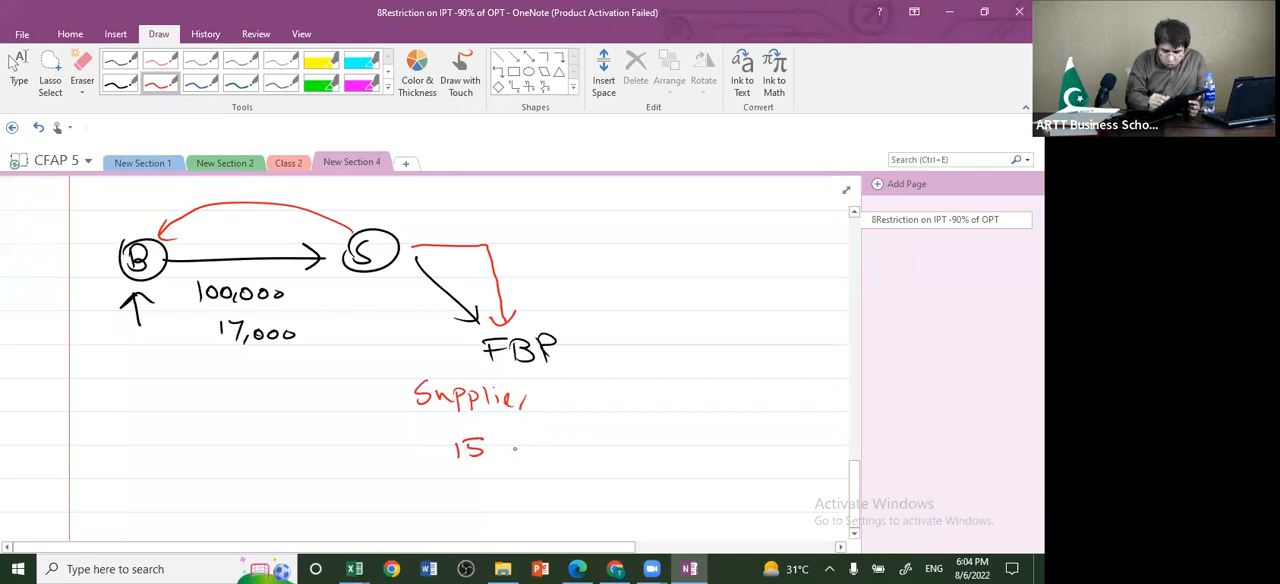 8Restriction on IPT -90% of OPT - OneNote (Product Activation Failed)
File Home Insert Draw History Review View
Type
Lasso Select
Eraser
Color & Thickness
Draw with Touch
Insert Space
Delete
Arrange
Rotate
Ink to Text
Ink to Math
Tools
Shapes
Edit
Convert
ARTT Business Scho...
CFAP 5
New Section 1
New Section 2
Class 2
New Section 4
Search (Ctrl+E)
Add Page
8Restriction on IPT -90% of OPT
B
S
100,000
17,000
FBR
Supplier
15
Activate Windows
Go to Settings to activate Windows.
Type here to search
31°C
ENG
6:04 PM
8/6/2022